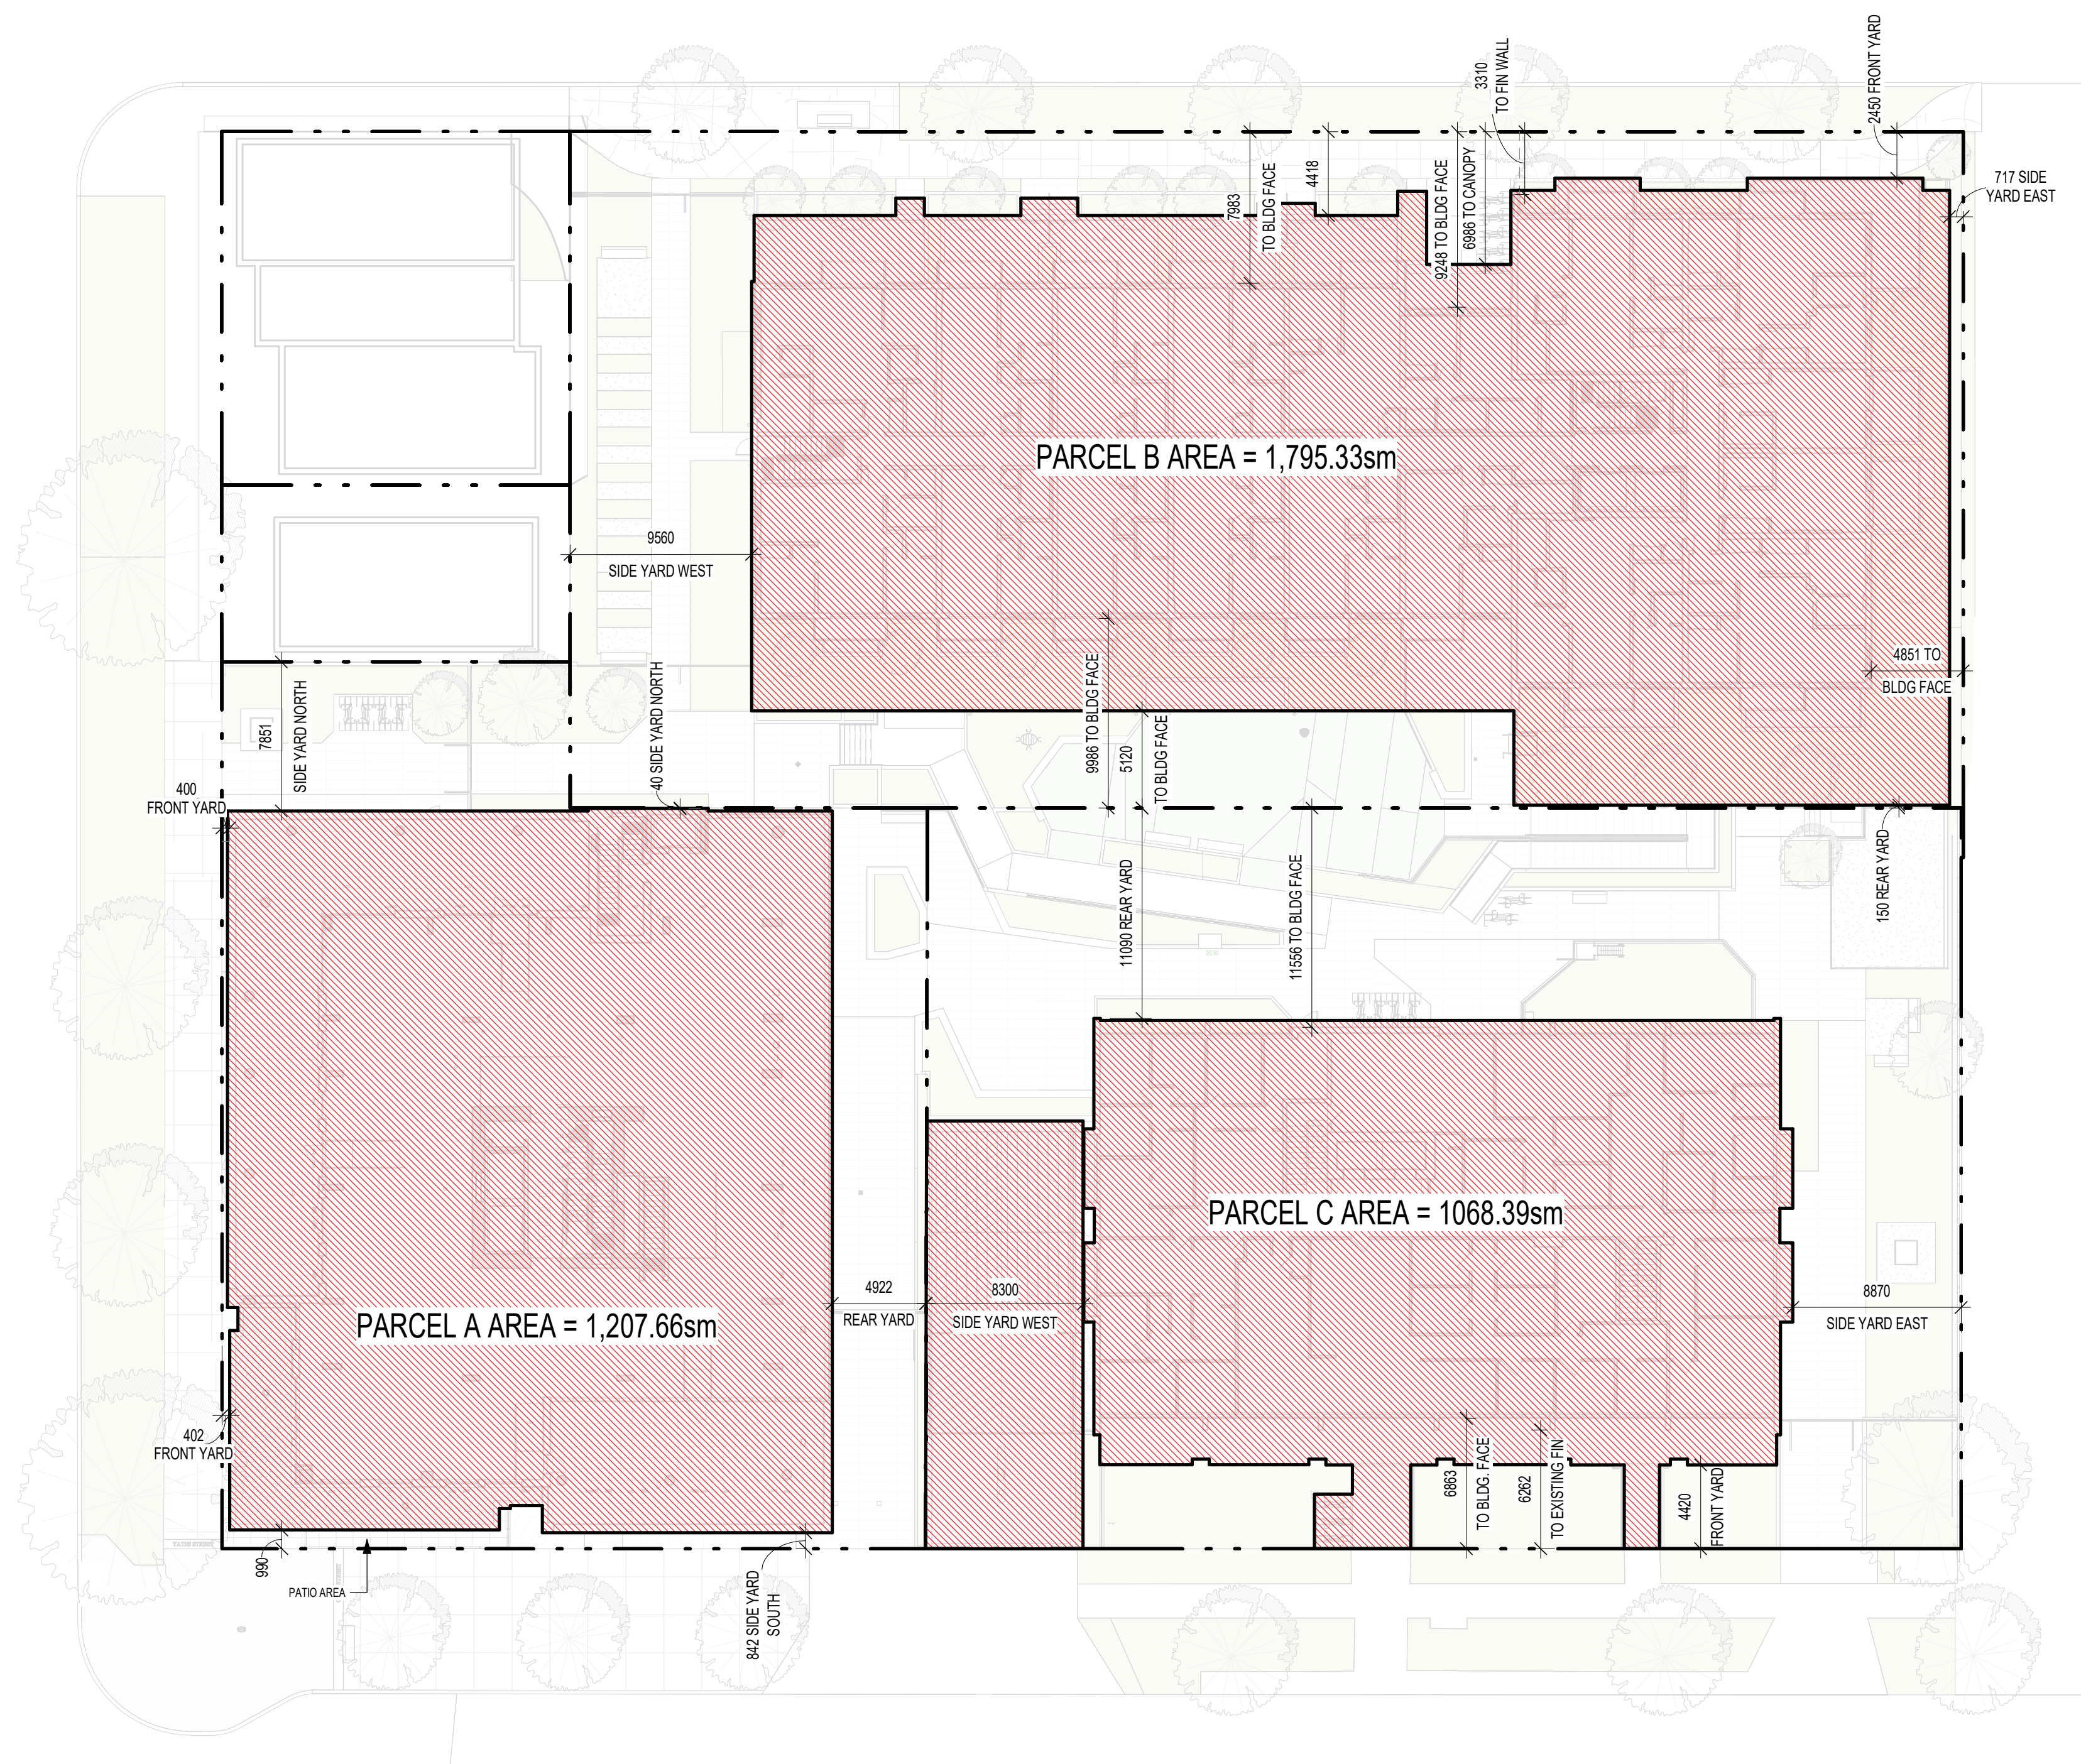 3310
TO FIN WALL
2450 FRONT YARD
717 SIDE
YARD EAST
7983
TO BLDG FACE
4418
9248 TO BLDG FACE
6986 TO CANOPY
PARCEL B AREA = 1,795.33sm
9560
SIDE YARD WEST
7851
SIDE YARD NORTH
40 SIDE YARD NORTH
9986 TO BLDG FACE
5120
TO BLDG FACE
4851 TO
BLDG FACE
400
FRONT YARD
11090 REAR YARD
11556 TO BLDG FACE
150 REAR YARD
PARCEL C AREA = 1068.39sm
PARCEL A AREA = 1,207.66sm
4922
REAR YARD
8300
SIDE YARD WEST
8870
SIDE YARD EAST
402
FRONT YARD
6863
TO BLDG. FACE
6262
TO EXISTING FIN
4420
FRONT YARD
990
PATIO AREA
842 SIDE YARD
SOUTH